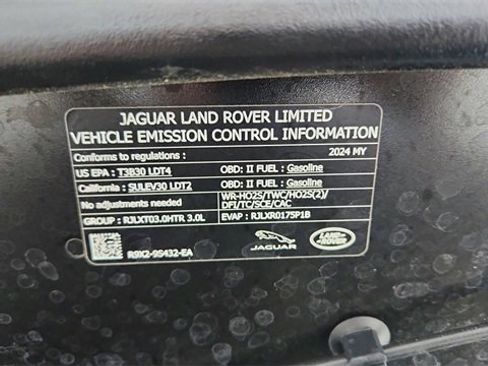 JAGUAR LAND ROVER LIMITED
VEHICLE EMISSION CONTROL INFORMATION
Conforms to regulations : 2024 MY
US EPA : T3B30 LDT4 OBD: II FUEL : Gasoline
California : SULEV30 LDT2 OBD: II FUEL : Gasoline
No adjustments needed WR-HO2S/TWC/HO2S(2)/
DFI/TC/SCE/CAC
GROUP : RJLXT03.0HTR 3.0L EVAP : RJLXR0175P1B
R9X2-9S432-EA JAGUAR LAND ROVER